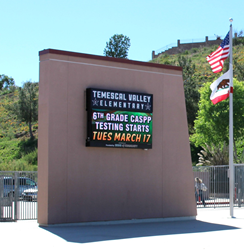 TEMESCAL VALLEY
ELEMENTARY
6TH GRADE CASPP
TESTING STARTS
TUES MARCH 17